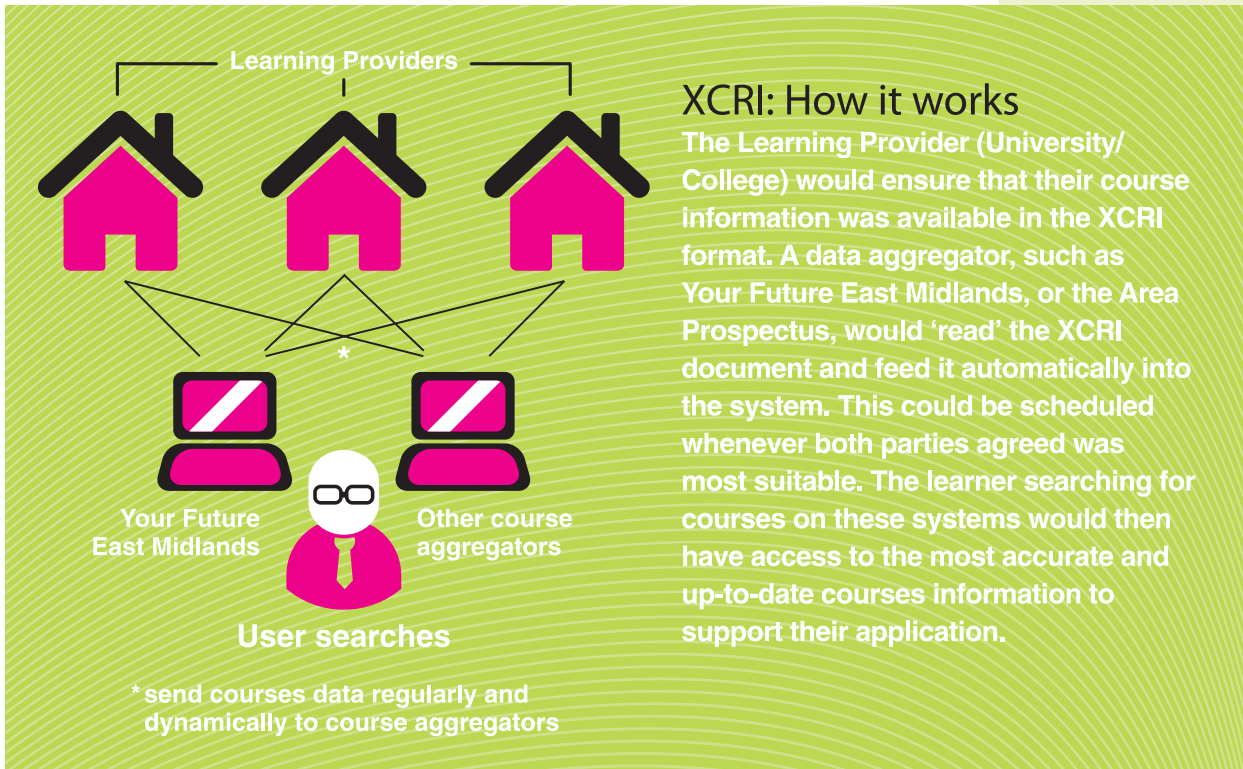 Learning Providers
XCRI: How it works
The Learning Provider (University/
College) would ensure that their course
information was available in the XCRI
format. A data aggregator, such as
Your Future East Midlands, or the Area
Prospectus, would ‘read’ the XCRI
document and feed it automatically into
the system. This could be scheduled
whenever both parties agreed was
most suitable. The learner searching for
courses on these systems would then
have access to the most accurate and
up-to-date courses information to
support their application.
*
Your Future
East Midlands
Other course
aggregators
User searches
* send courses data regularly and
dynamically to course aggregators